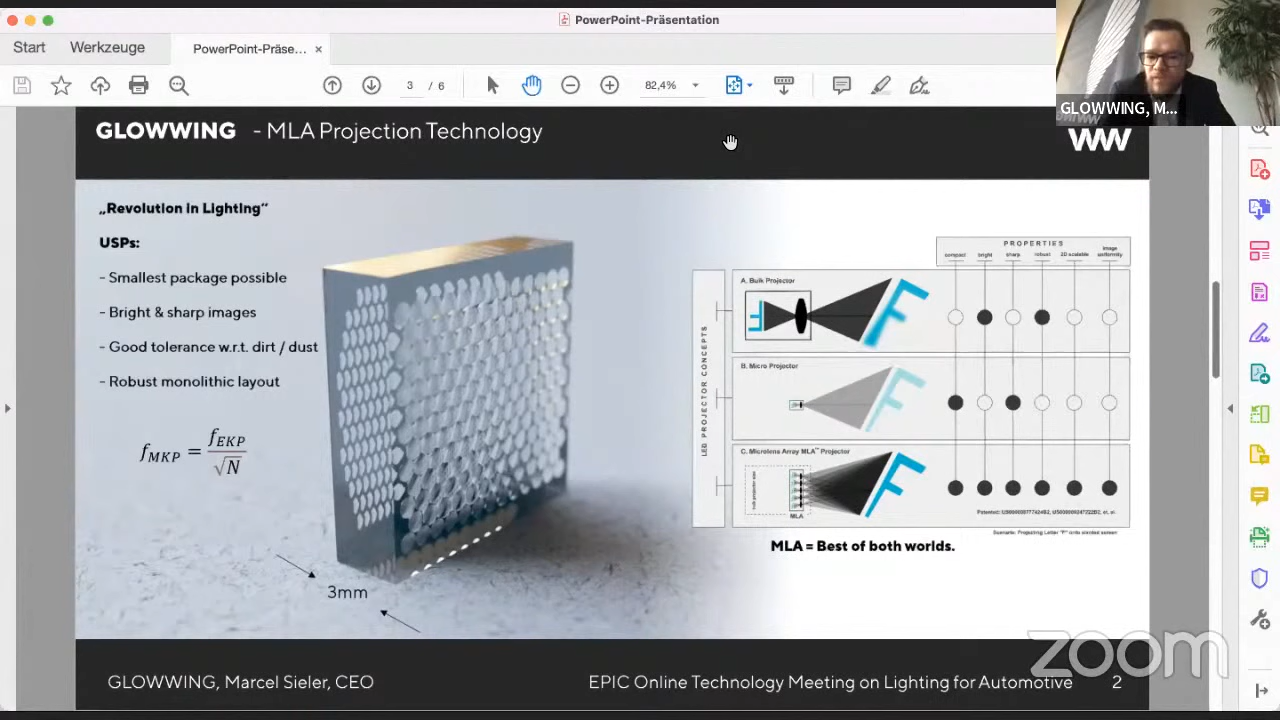 PowerPoint-Präsentation
Start
Werkzeuge
PowerPoint-Präse... ×
3 / 6
82,4%
GLOWWING, M...
GLOWWING - MLA Projection Technology
„Revolution in Lighting“
USPs:
- Smallest package possible
- Bright & sharp images
- Good tolerance w.r.t. dirt / dust
- Robust monolithic layout
f_MKP = f_EKP / √N
3mm
PROPERTIES
compact
bright
sharp
robust
2D scalable
image uniformity
LED PROJECTOR CONCEPTS
A. Bulk Projector
B. Micro Projector
C. Microlens Array MLA™ Projector
MLA
MLA = Best of both worlds.
GLOWWING, Marcel Sieler, CEO
EPIC Online Technology Meeting on Lighting for Automotive
2
zoom